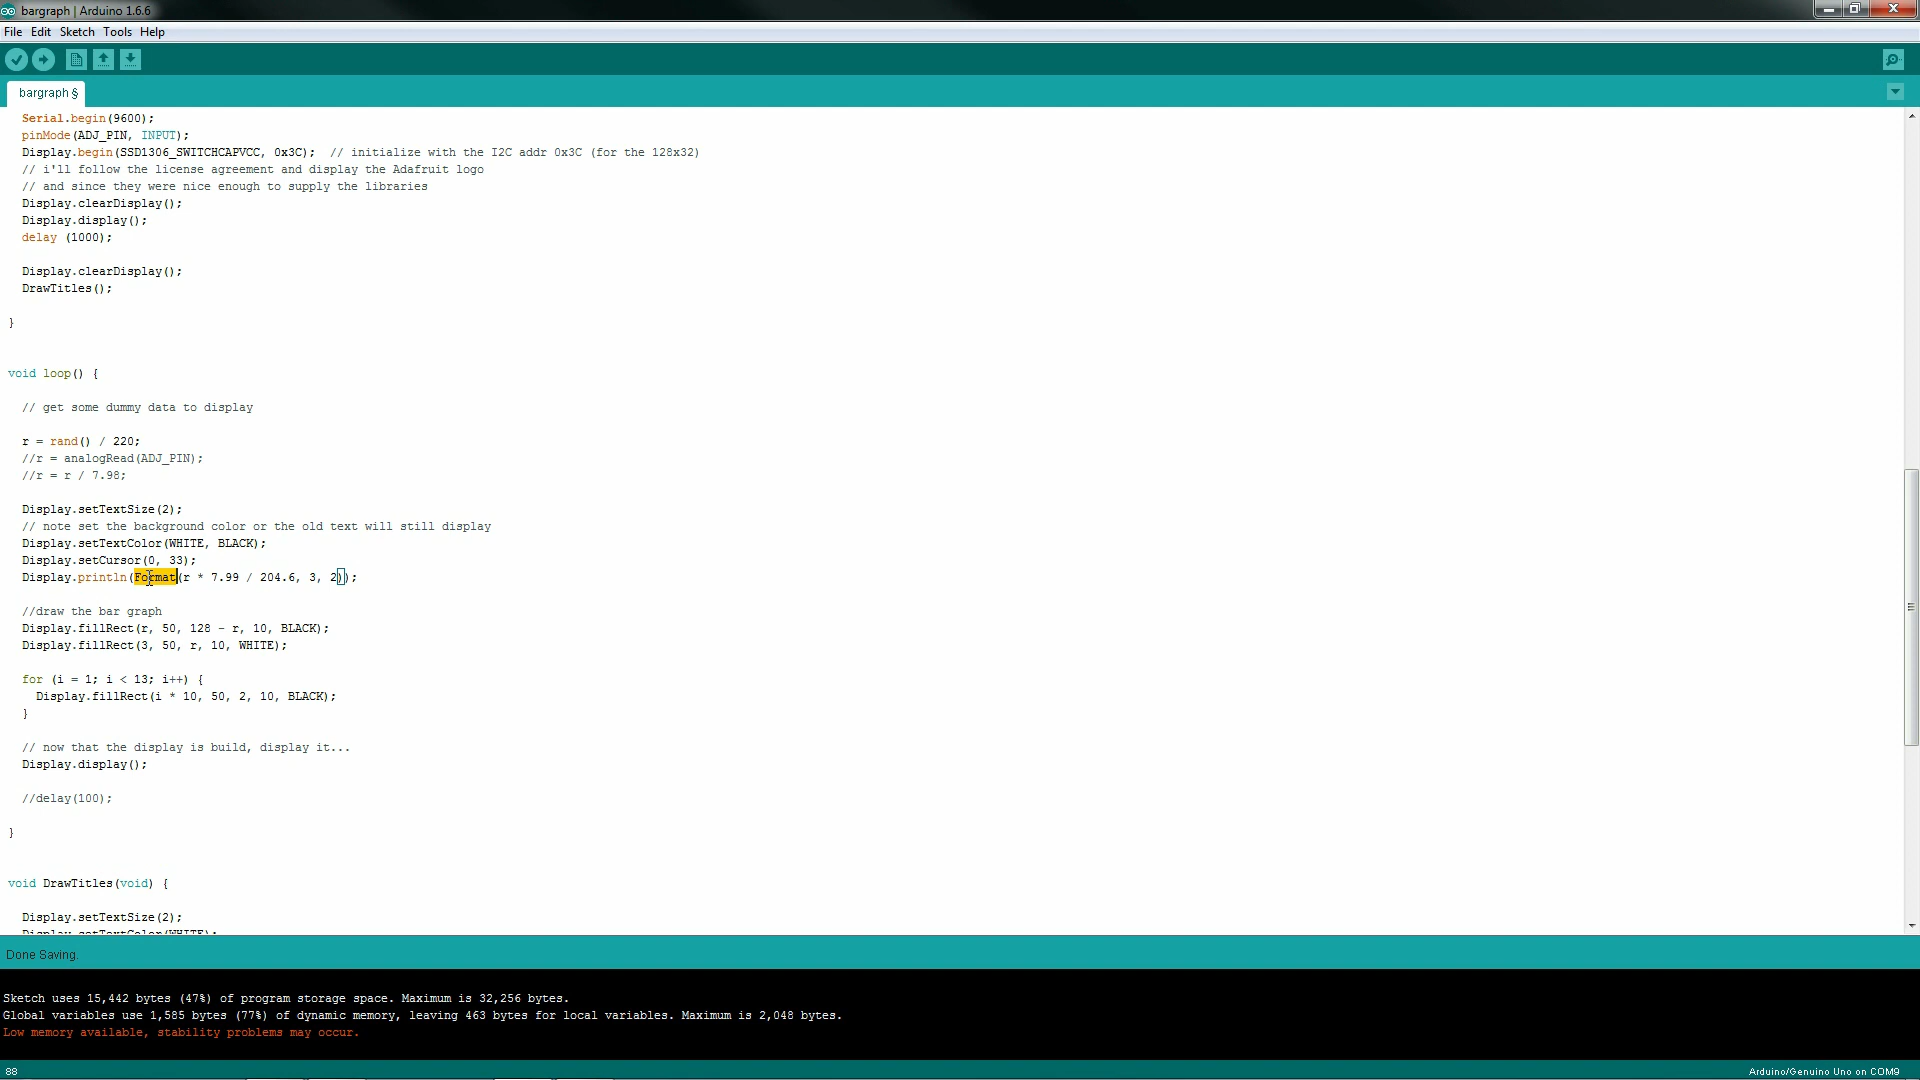 bargraph | Arduino 1.6.6
File Edit Sketch Tools Help
bargraph §
Serial.begin(9600);
pinMode(ADJ_PIN, INPUT);
Display.begin(SSD1306_SWITCHCAPVCC, 0x3C);  // initialize with the I2C addr 0x3C (for the 128x32)
// i'll follow the license agreement and display the Adafruit logo
// and since they were nice enough to supply the libraries
Display.clearDisplay();
Display.display();
delay (1000);
Display.clearDisplay();
DrawTitles();
}
void loop() {
// get some dummy data to display
r = rand() / 220;
//r = analogRead(ADJ_PIN);
//r = r / 7.98;
Display.setTextSize(2);
// note set the background color or the old text will still display
Display.setTextColor(WHITE, BLACK);
Display.setCursor(0, 33);
Display.println(Format(r * 7.99 / 204.6, 3, 2));
//draw the bar graph
Display.fillRect(r, 50, 128 - r, 10, BLACK);
Display.fillRect(3, 50, r, 10, WHITE);
for (i = 1; i < 13; i++) {
Display.fillRect(i * 10, 50, 2, 10, BLACK);
}
// now that the display is build, display it...
Display.display();
//delay(100);
}
void DrawTitles(void) {
Display.setTextSize(2);
Display.setTextColor(WHITE);
Done Saving.
Sketch uses 15,442 bytes (47%) of program storage space. Maximum is 32,256 bytes.
Global variables use 1,585 bytes (77%) of dynamic memory, leaving 463 bytes for local variables. Maximum is 2,048 bytes.
Low memory available, stability problems may occur.
88
Arduino/Genuino Uno on COM9